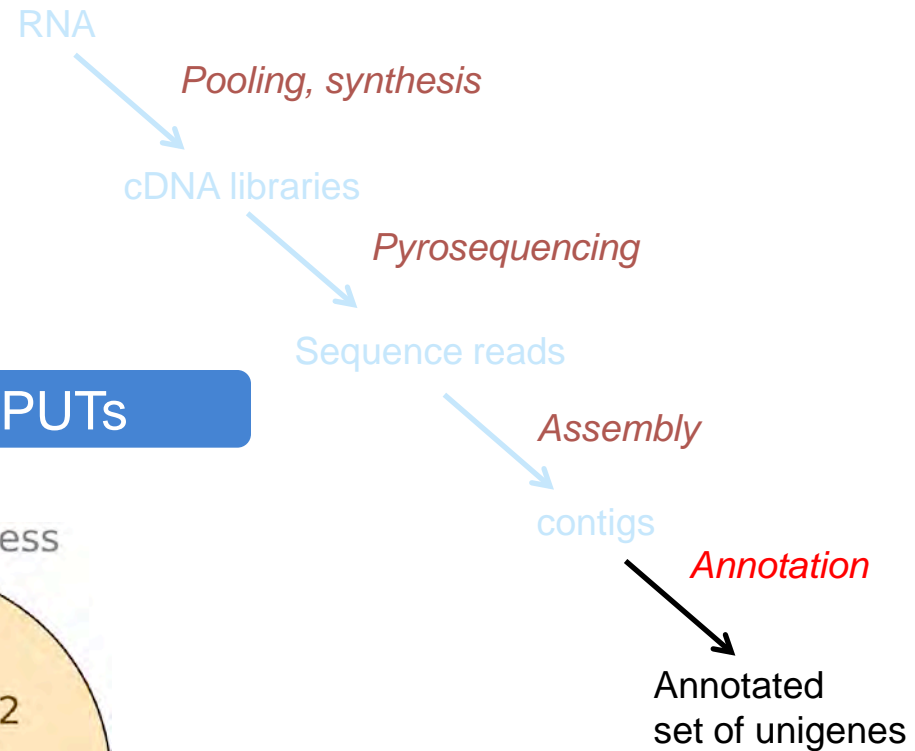 RNA
Pooling, synthesis
cDNA libraries
Pyrosequencing
Sequence reads
PUTs
Assembly
contigs
ess
Annotation
Annotated
set of unigenes
2